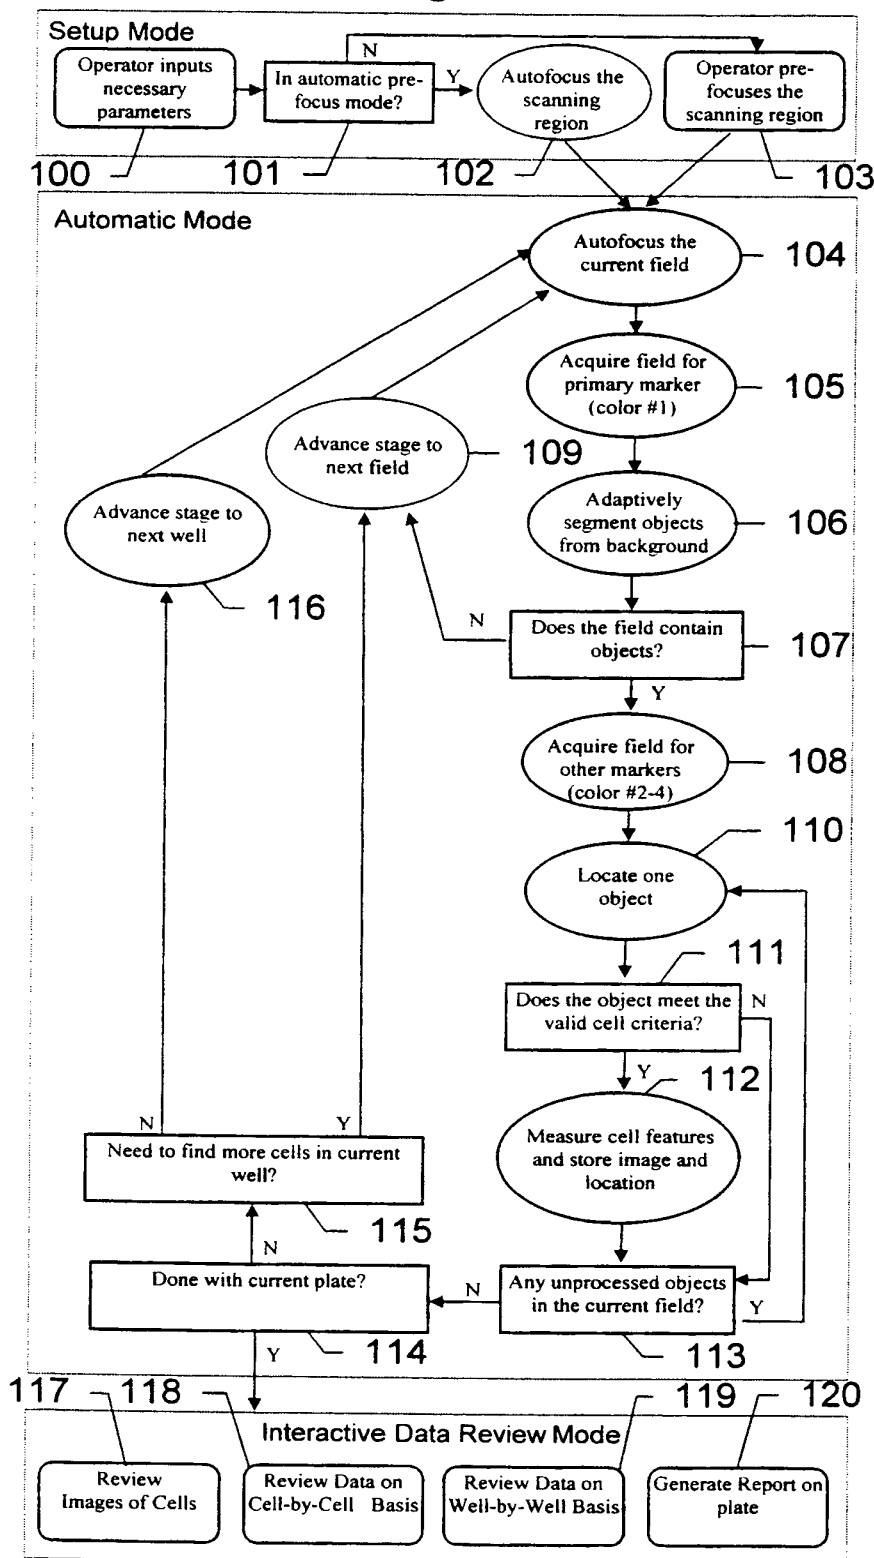 Setup Mode
Operator inputs
necessary
parameters
In automatic pre-
focus mode?
N
Y
Autofocus the
scanning
region
Operator pre-
focuses the
scanning region
100
101
102
103
Automatic Mode
Autofocus the
current field
104
Acquire field for
primary marker
(color #1)
105
Advance stage to
next field
109
Advance stage to
next well
116
Adaptively
segment objects
from background
106
N
Does the field contain
objects?
107
Y
Acquire field for
other markers
(color #2-4)
108
110
Locate one
object
111
Does the object meet the
valid cell criteria?
N
Y
112
Measure cell features
and store image and
location
N
Y
Need to find more cells in current
well?
115
N
Done with current plate?
N
Any unprocessed objects
in the current field?
Y
114
113
Y
117
118
119
120
Interactive Data Review Mode
Review
Images of Cells
Review Data on
Cell-by-Cell Basis
Review Data on
Well-by-Well Basis
Generate Report on
plate